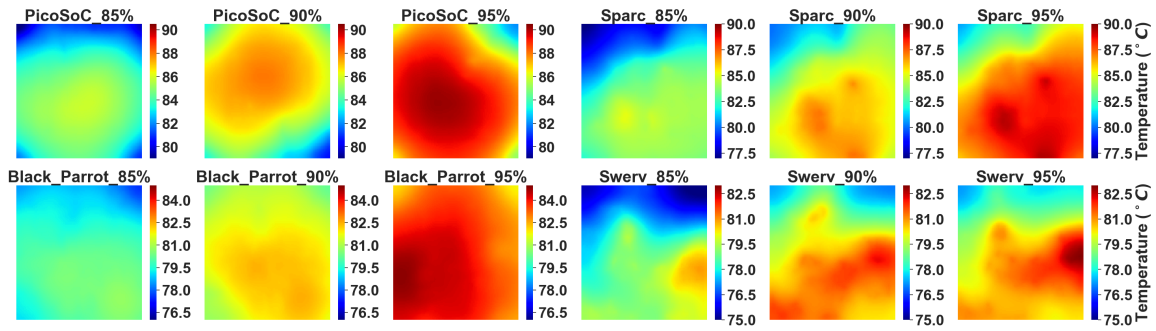 PicoSoC_85% PicoSoC_90% PicoSoC_95% Sparc_85% Sparc_90% Sparc_95%
90 90 90 90.0 90.0 90.0
88 88 88 87.5 87.5 87.5
86 86 86 85.0 85.0 85.0
84 84 84 82.5 82.5 82.5
82 82 82 80.0 80.0 80.0
80 80 80 77.5 77.5 77.5
Temperature (°C)
Black_Parrot_85% Black_Parrot_90% Black_Parrot_95% Swerv_85% Swerv_90% Swerv_95%
84.0 84.0 84.0 82.5 82.5 82.5
82.5 82.5 82.5 81.0 81.0 81.0
81.0 81.0 81.0 79.5 79.5 79.5
79.5 79.5 79.5 78.0 78.0 78.0
78.0 78.0 78.0 76.5 76.5 76.5
76.5 76.5 76.5 75.0 75.0 75.0
Temperature (°C)